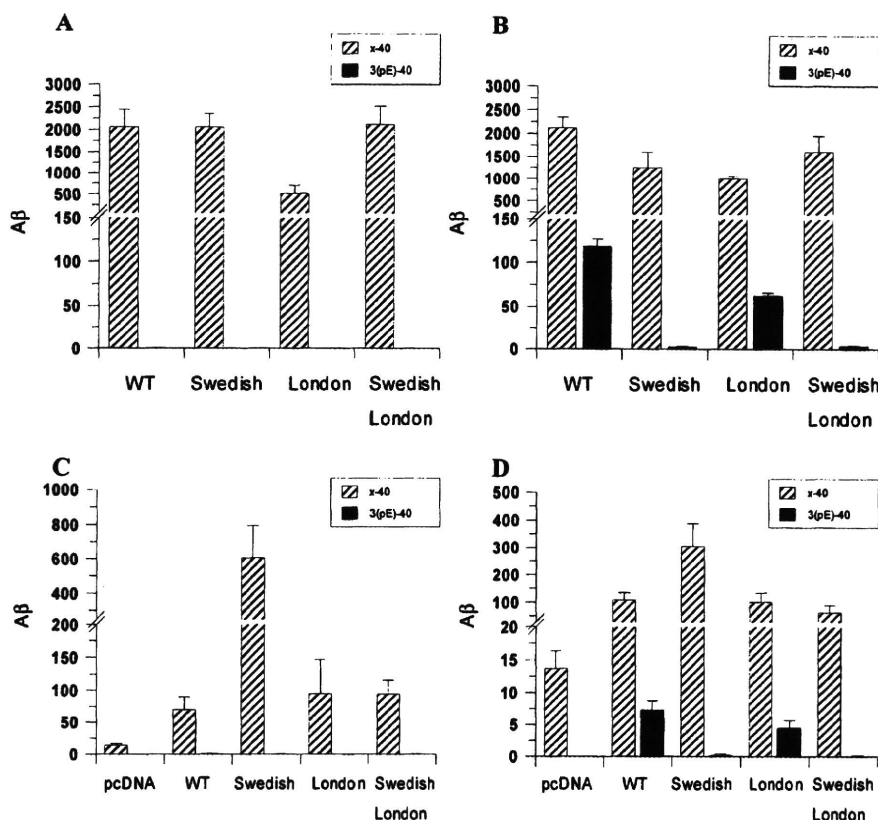 A
x-40
3(pE)-40
3000
2500
2000
1500
1000
500
150
100
50
0
Aβ
WT Swedish London Swedish
London
B
x-40
3(pE)-40
3000
2500
2000
1500
1000
500
150
100
50
0
Aβ
WT Swedish London Swedish
London
C
x-40
3(pE)-40
1000
800
600
400
200
150
100
50
0
Aβ
pcDNA WT Swedish London Swedish
London
D
x-40
3(pE)-40
500
400
300
200
100
20
15
10
5
0
Aβ
pcDNA WT Swedish London Swedish
London